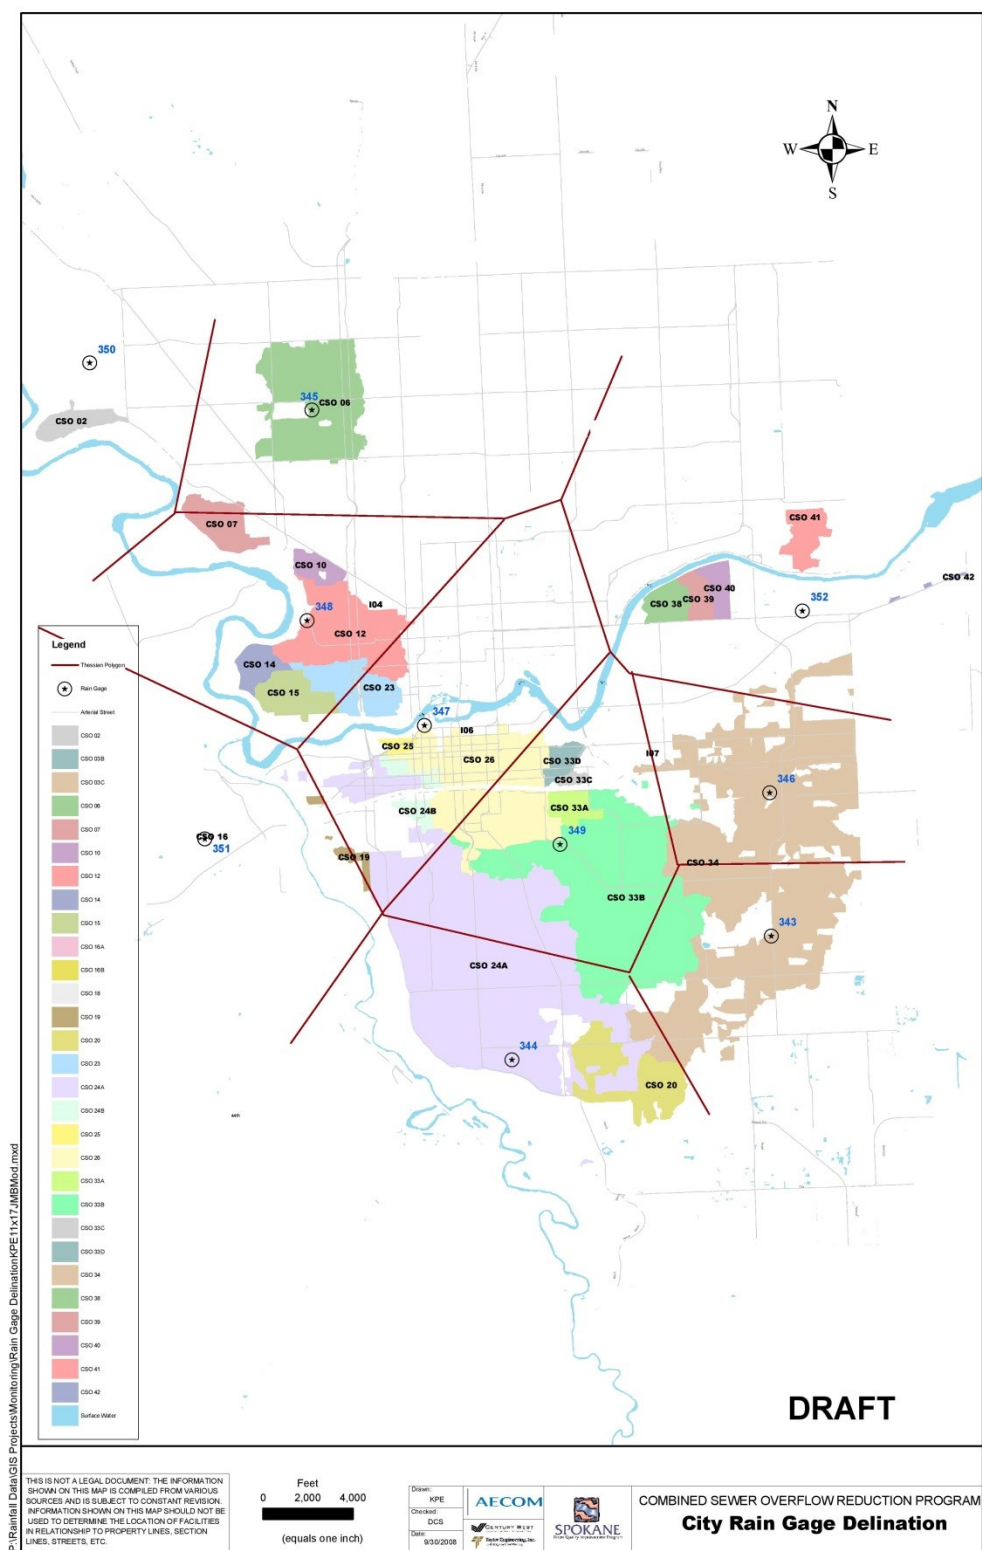 N
W E
S
350
345
CSO 06
CSO 02
CSO 07
CSO 41
CSO 10
CSO 42
CSO 40
I04
CSO 38
CSO 39
352
348
CSO 12
CSO 14
CSO 15
CSO 23
347
I06
CSO 25
CSO 26
CSO 33D
I07
CSO 33C
346
CSO 24B
CSO 33A
CSO 16
351
349
CSO 19
CSO 34
CSO 33B
343
CSO 24A
344
CSO 20
Legend
Thessian Polygon
Rain Gage
Arterial Street
CSO 02
CSO 03B
CSO 03C
CSO 06
CSO 07
CSO 10
CSO 12
CSO 14
CSO 15
CSO 16A
CSO 16B
CSO 18
CSO 19
CSO 20
CSO 23
CSO 24A
CSO 24B
CSO 25
CSO 26
CSO 33A
CSO 33B
CSO 33C
CSO 33D
CSO 34
CSO 38
CSO 39
CSO 40
CSO 41
CSO 42
Surface Water
DRAFT
P:\Rainfall Data\GIS Projects\Monitoring\Rain Gage Delination\KPE11x17JMBMod.mxd
THIS IS NOT A LEGAL DOCUMENT: THE INFORMATION
SHOWN ON THIS MAP IS COMPILED FROM VARIOUS
SOURCES AND IS SUBJECT TO CONSTANT REVISION.
INFORMATION SHOWN ON THIS MAP SHOULD NOT BE
USED TO DETERMINE THE LOCATION OF FACILITIES
IN RELATIONSHIP TO PROPERTY LINES, SECTION
LINES, STREETS, ETC.
Feet
0 2,000 4,000
(equals one inch)
Drawn:
KPE
Checked:
DCS
Date:
9/30/2008
AECOM
CENTURY WEST
Taylor Engineering, Inc.
SPOKANE
COMBINED SEWER OVERFLOW REDUCTION PROGRAM
City Rain Gage Delination